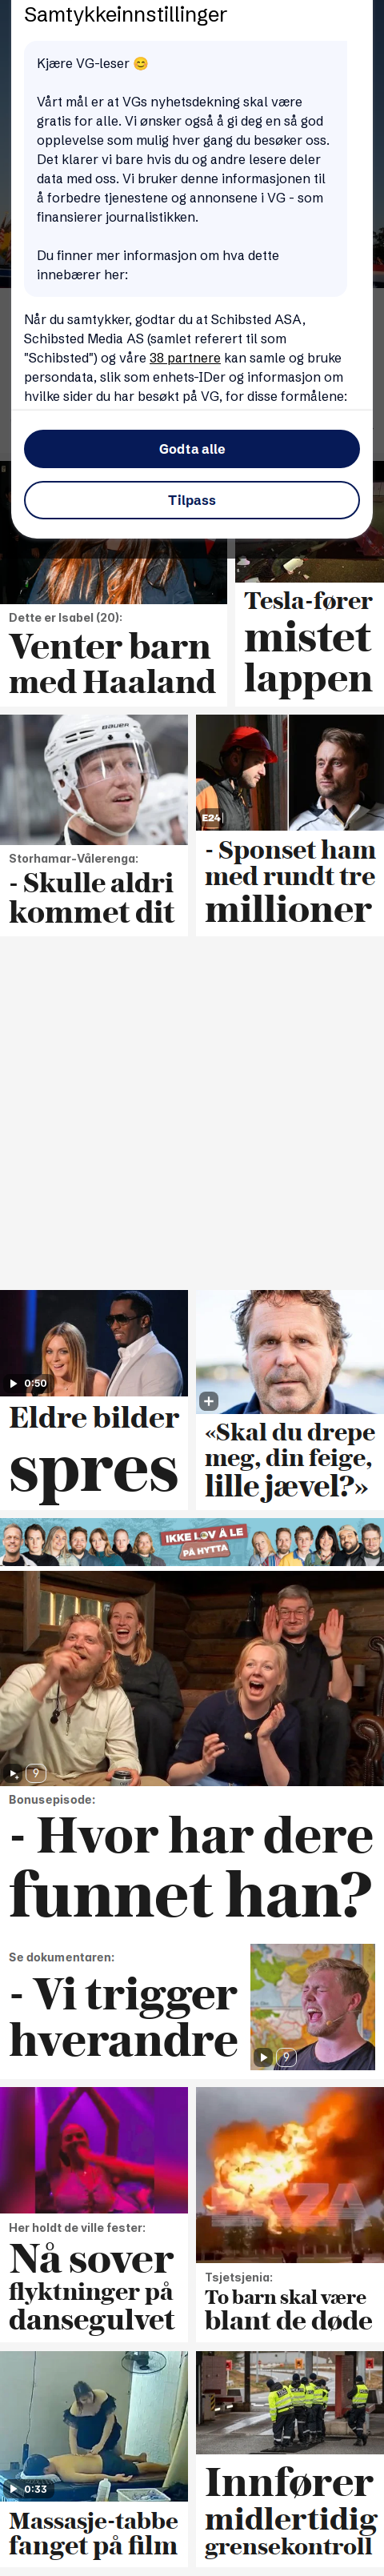 Samtykkeinnstillinger
Kjære VG-leser 😊
Vårt mål er at VGs nyhetsdekning skal være
gratis for alle. Vi ønsker også å gi deg en så god
opplevelse som mulig hver gang du besøker oss.
Det klarer vi bare hvis du og andre lesere deler
data med oss. Vi bruker denne informasjonen til
å forbedre tjenestene og annonsene i VG - som
finansierer journalistikken.
Du finner mer informasjon om hva dette
innebærer her:
Når du samtykker, godtar du at Schibsted ASA,
Schibsted Media AS (samlet referert til som
"Schibsted") og våre 38 partnere kan samle og bruke
persondata, slik som enhets-IDer og informasjon om
hvilke sider du har besøkt på VG, for disse formålene:
Godta alle
Tilpass
Dette er Isabel (20):
Venter barn
med Haaland
Tesla-fører
mistet
lappen
BAUER
Storhamar-Vålerenga:
- Skulle aldri
kommet dit
E24
- Sponset ham
med rundt tre
millioner
0:50
Eldre bilder
spres
«Skal du drepe
meg, din feige,
lille jævel?»
IKKE LOV Å LE
PÅ HYTTA
9
Bonusepisode:
- Hvor har dere
funnet han?
Se dokumentaren:
- Vi trigger
hverandre
9
Her holdt de ville fester:
Nå sover
flyktninger på
dansegulvet
AZA
Tsjetsjenia:
To barn skal være
blant de døde
0:33
Massasje-tabbe
fanget på film
Innfører
midlertidig
grensekontroll